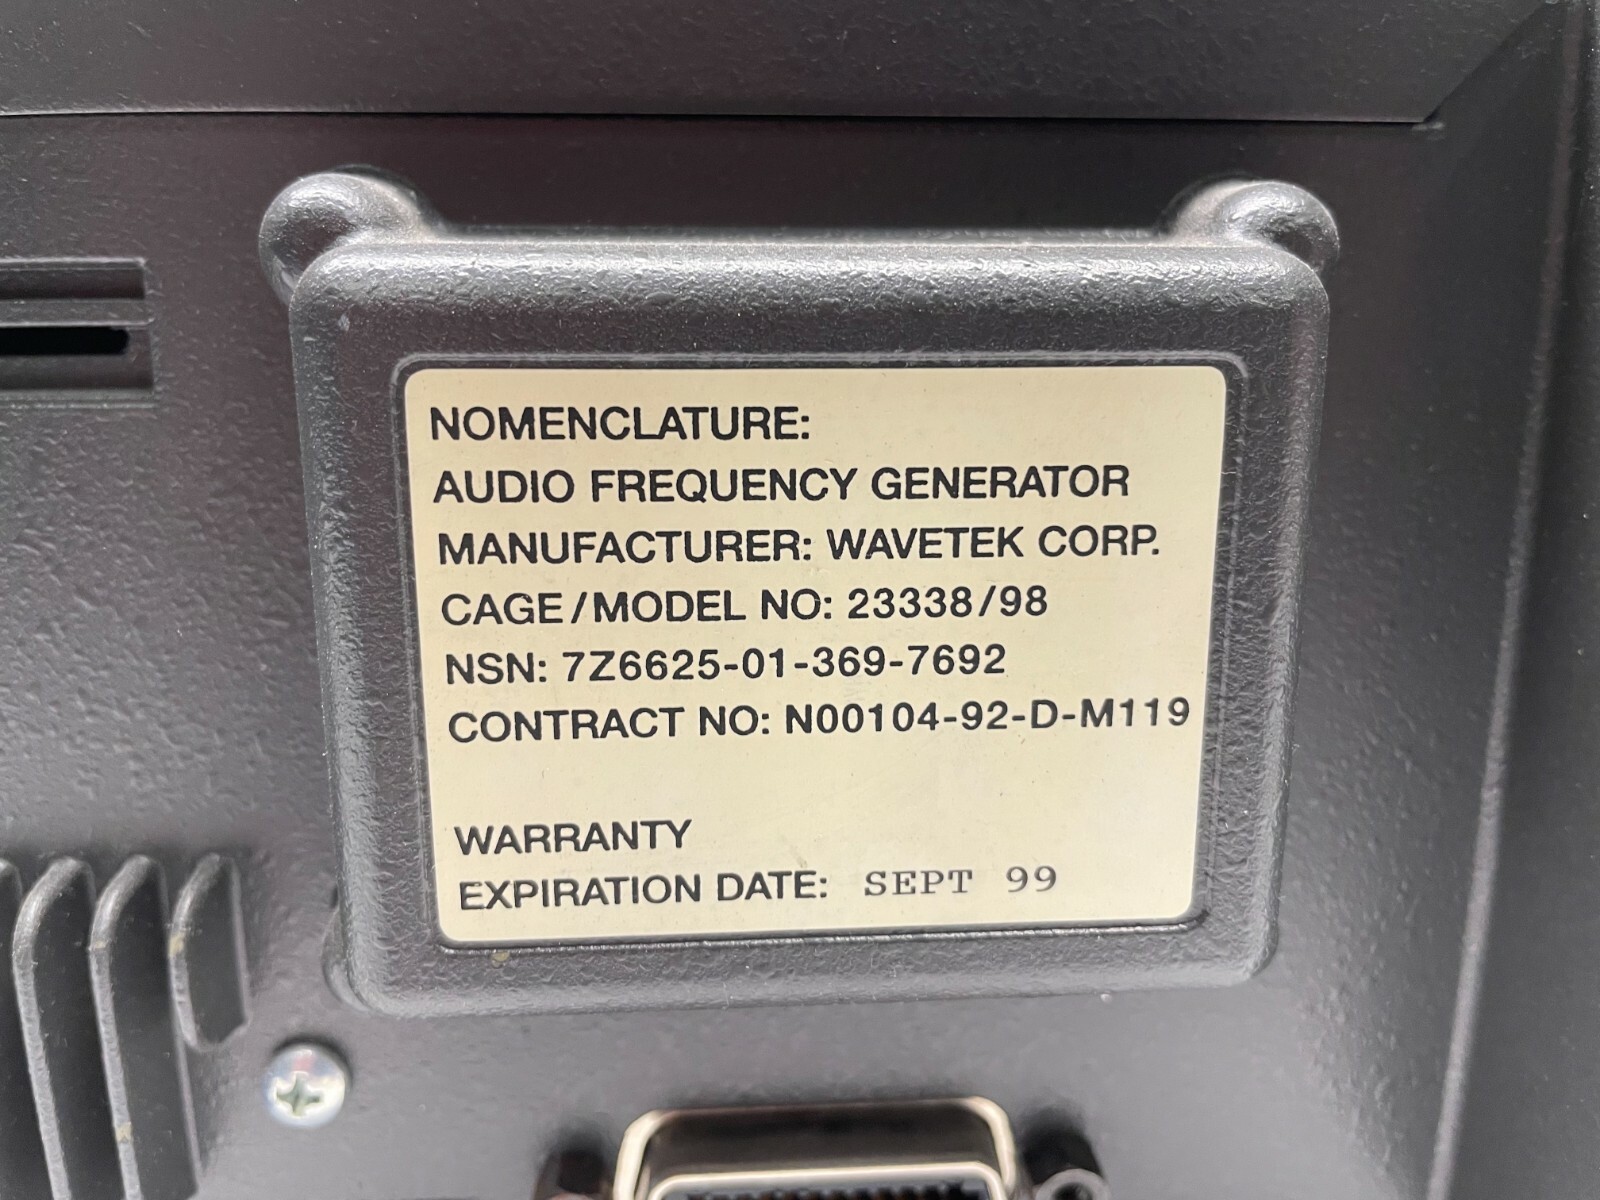 NOMENCLATURE:
AUDIO FREQUENCY GENERATOR
MANUFACTURER: WAVETEK CORP.
CAGE/MODEL NO: 23338/98
NSN: 7Z6625-01-369-7692
CONTRACT NO: N00104-92-D-M119
WARRANTY
EXPIRATION DATE: SEPT 99